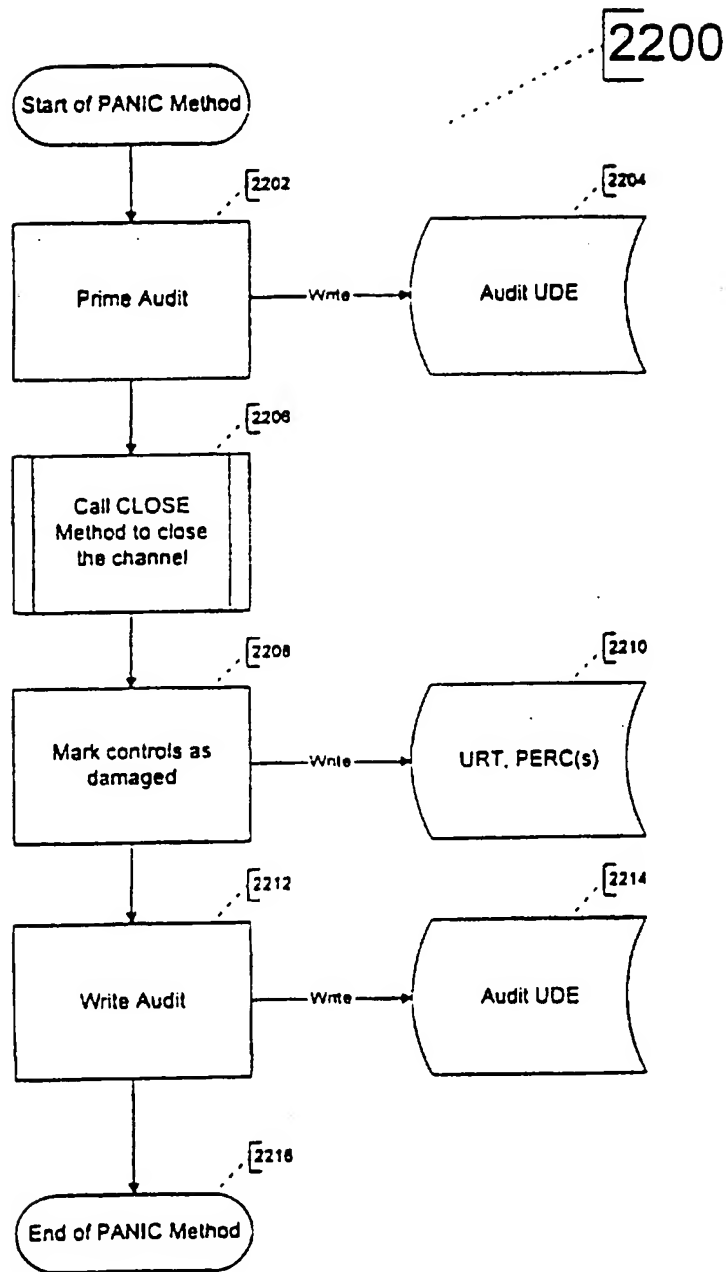 2200
Start of PANIC Method
2202
2204
Prime Audit
Write
Audit UDE
2206
Call CLOSE
Method to close
the channel
2208
2210
Mark controls as
damaged
Write
URT, PERC(s)
2212
2214
Write Audit
Write
Audit UDE
2216
End of PANIC Method